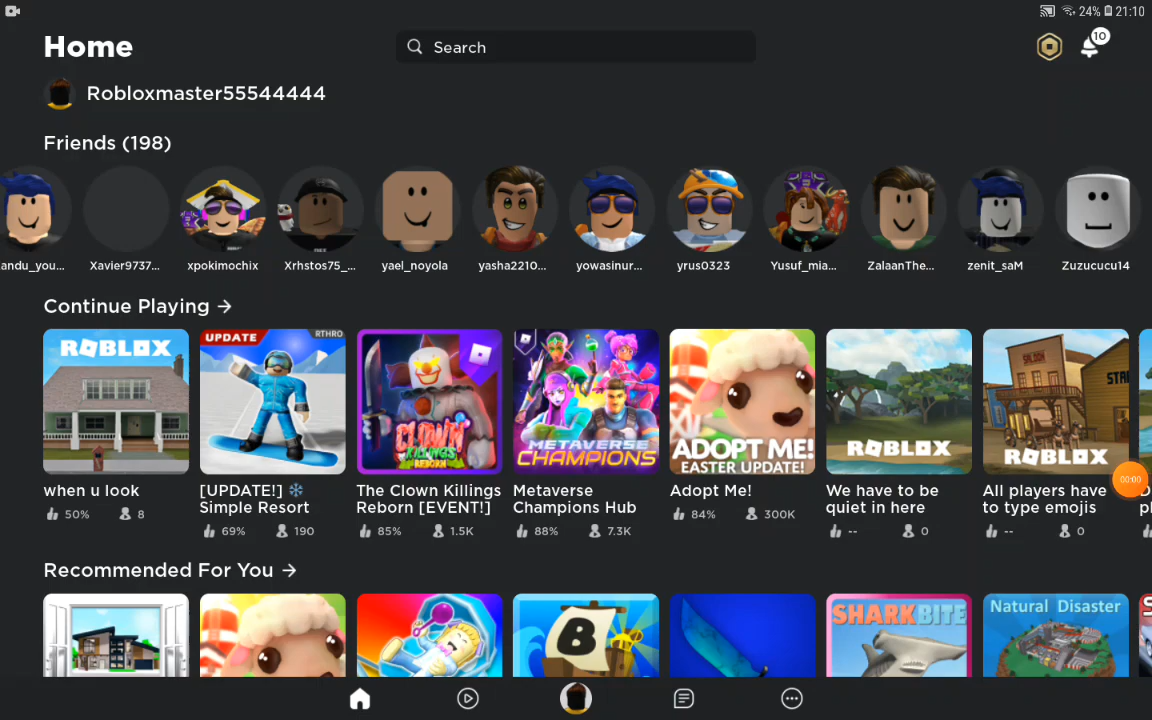 24% 21:10
Home
Search
10
Robloxmaster55544444
Friends (198)
andu_you...
Xavier9737...
xpokimochix
Xrhstos75_...
yael_noyola
yasha2210...
yowasinur...
yrus0323
Yusuf_mia...
ZalaanThe...
zenit_saM
Zuzucucu14
Continue Playing →
ROBLOX
UPDATE
RTHRO
CLOWN
KILLINGS
REBORN
METAVERSE
CHAMPIONS
ADOPT ME!
EASTER UPDATE!
ROBLOX
SALOON
ROBLOX
00:00
when u look
50% 8
[UPDATE!] ❄
Simple Resort
69% 190
The Clown Killings
Reborn [EVENT!]
85% 1.5K
Metaverse
Champions Hub
88% 7.3K
Adopt Me!
84% 300K
We have to be
quiet in here
-- 0
All players have
to type emojis
-- 0
Recommended For You →
B
SHARKBITE
Natural Disaster